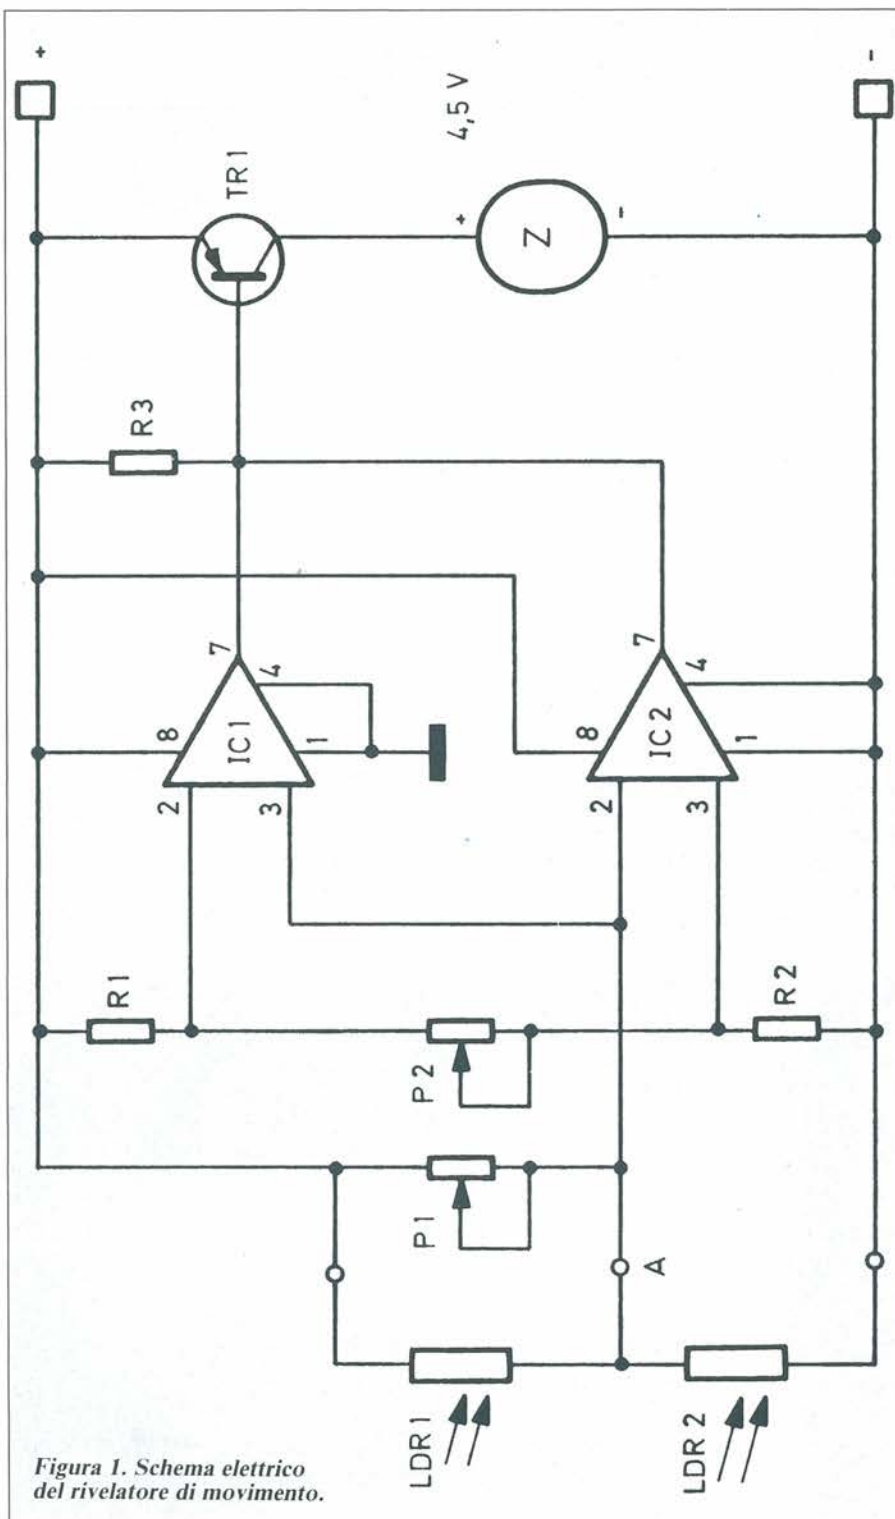 +
-
4,5 V
TR1
+
Z
-
R3
7
8
4
IC1
1
2
3
7
8
4
IC2
1
2
3
R1
P2
R2
P1
A
LDR1
LDR2
Figura 1. Schema elettrico
del rivelatore di movimento.